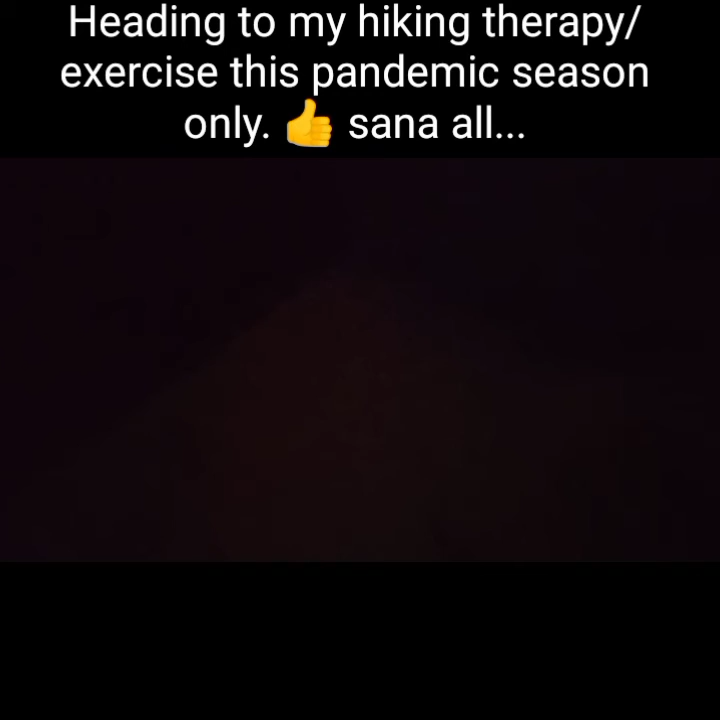 Heading to my hiking therapy/
exercise this pandemic season
only. 👍 sana all...